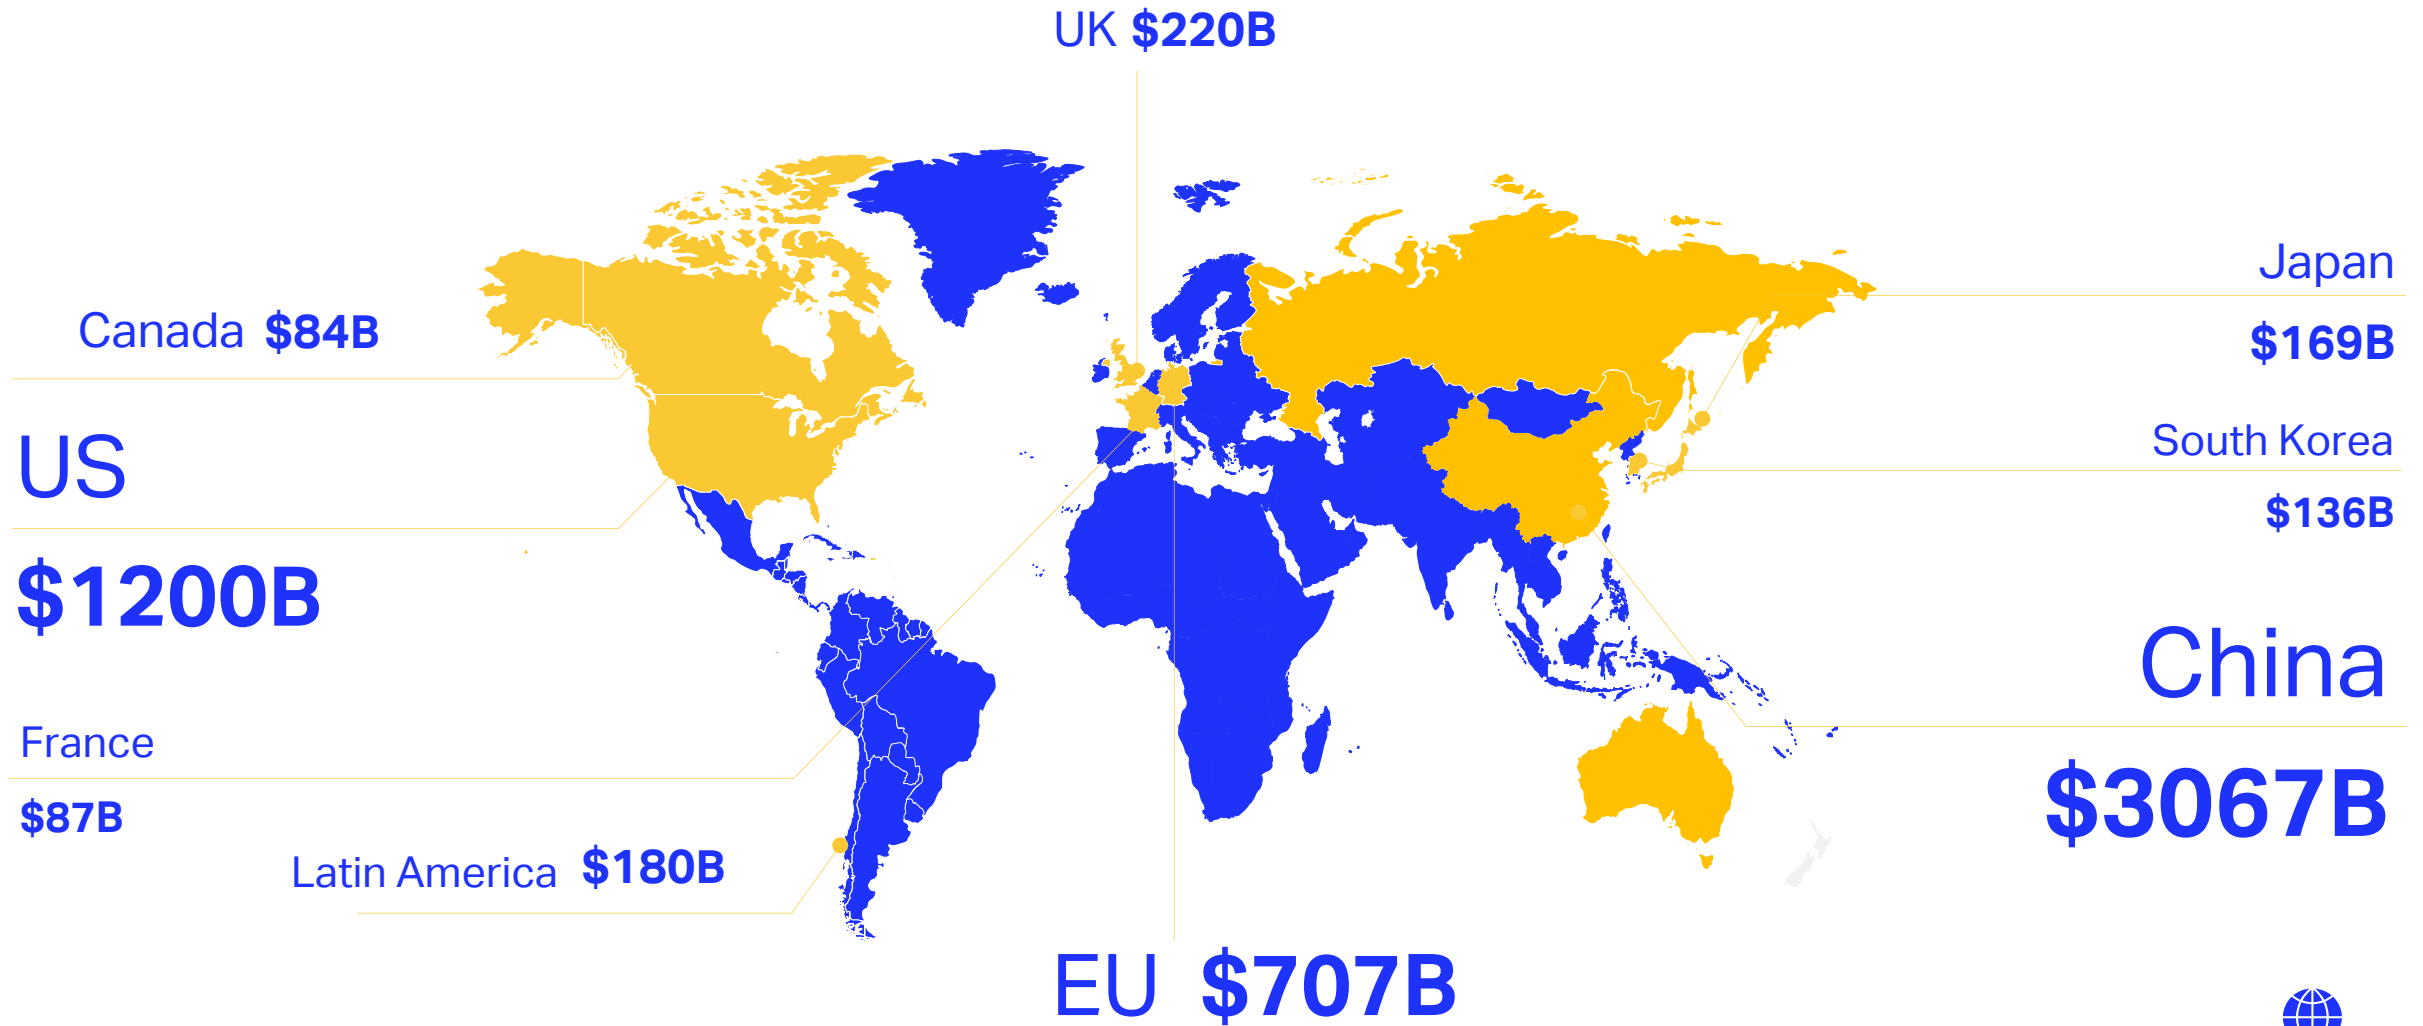 UK $220B
Canada $84B
US
$1200B
France
$87B
Latin America $180B
EU $707B
Japan
$169B
South Korea
$136B
China
$3067B